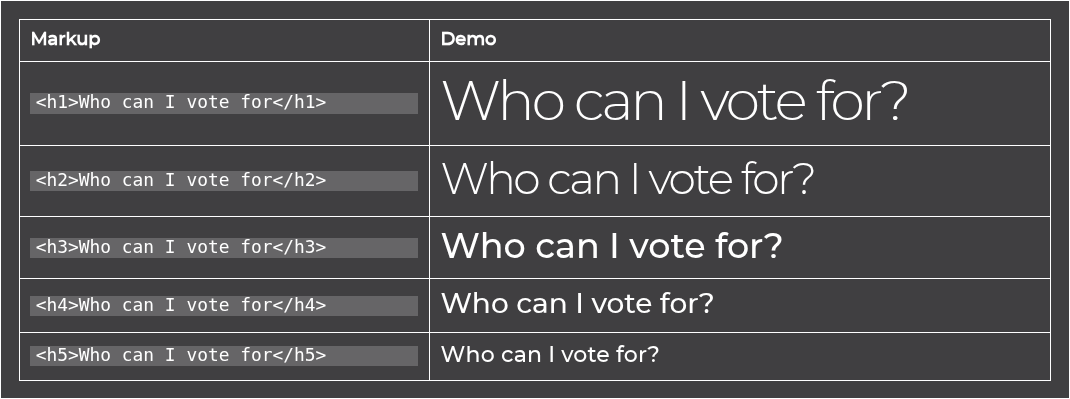 Markup Demo
<h1>Who can I vote for</h1> Who can I vote for?
<h2>Who can I vote for</h2> Who can I vote for?
<h3>Who can I vote for</h3> Who can I vote for?
<h4>Who can I vote for</h4> Who can I vote for?
<h5>Who can I vote for</h5> Who can I vote for?